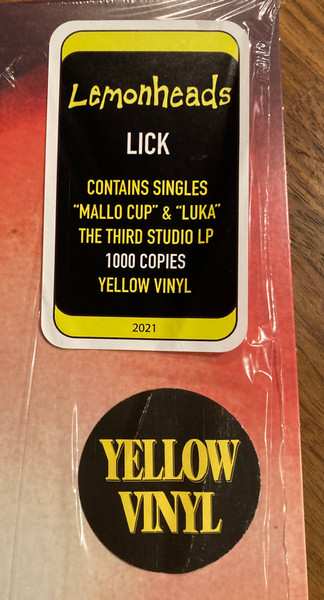 Lemonheads
LICK
CONTAINS SINGLES
“MALLO CUP” & “LUKA”
THE THIRD STUDIO LP
1000 COPIES
YELLOW VINYL
2021
YELLOW
VINYL